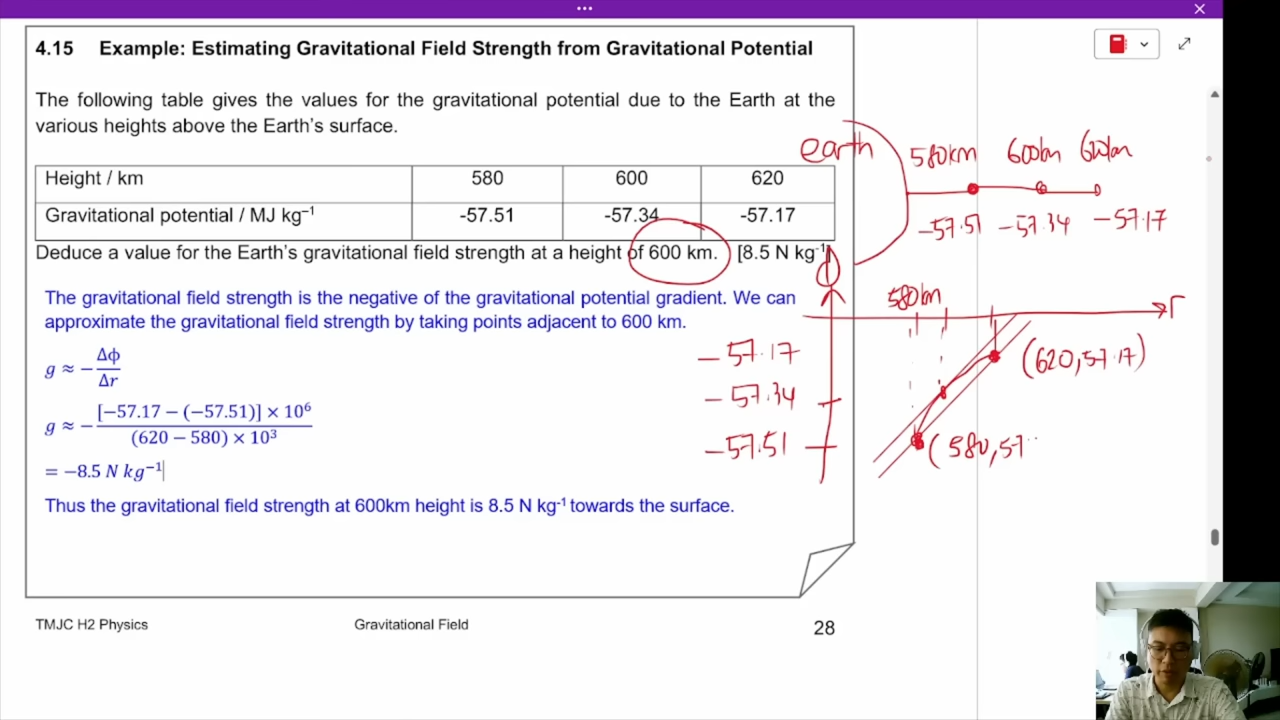 4.15 Example: Estimating Gravitational Field Strength from Gravitational Potential
The following table gives the values for the gravitational potential due to the Earth at the
various heights above the Earth's surface.
Height / km 580 600 620
Gravitational potential / MJ kg⁻¹ -57.51 -57.34 -57.17
Deduce a value for the Earth's gravitational field strength at a height of 600 km. [8.5 N kg⁻¹]
The gravitational field strength is the negative of the gravitational potential gradient. We can
approximate the gravitational field strength by taking points adjacent to 600 km.
g ≈ − Δϕ / Δr
g ≈ − [−57.17 − (−57.51)] × 10⁶ / (620 − 580) × 10³
= −8.5 N kg⁻¹
Thus the gravitational field strength at 600km height is 8.5 N kg⁻¹ towards the surface.
TMJC H2 Physics Gravitational Field 28
earth 580km 600km 620km
-57.51 -57.34 -57.17
ϕ
580km
r
-57.17
-57.34
-57.51
(620,57.17)
(580,57.